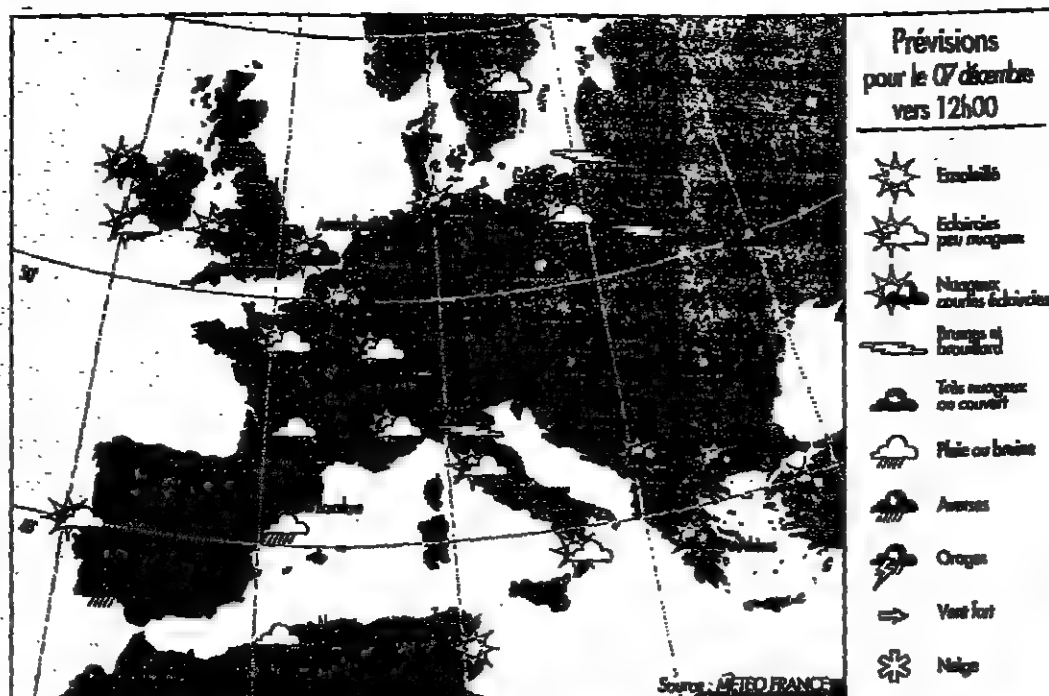 Prévisions
pour le 07 décembre
vers 12h00
Ensoleillé
Eclaircies
peu nuageux
Nuageux
courtes éclaircies
Brumes et
brouillard
Très nuageux
ou couvert
Pluie ou bruine
Averses
Orages
Vent fort
Neige
50°
Source : METEO FRANCE